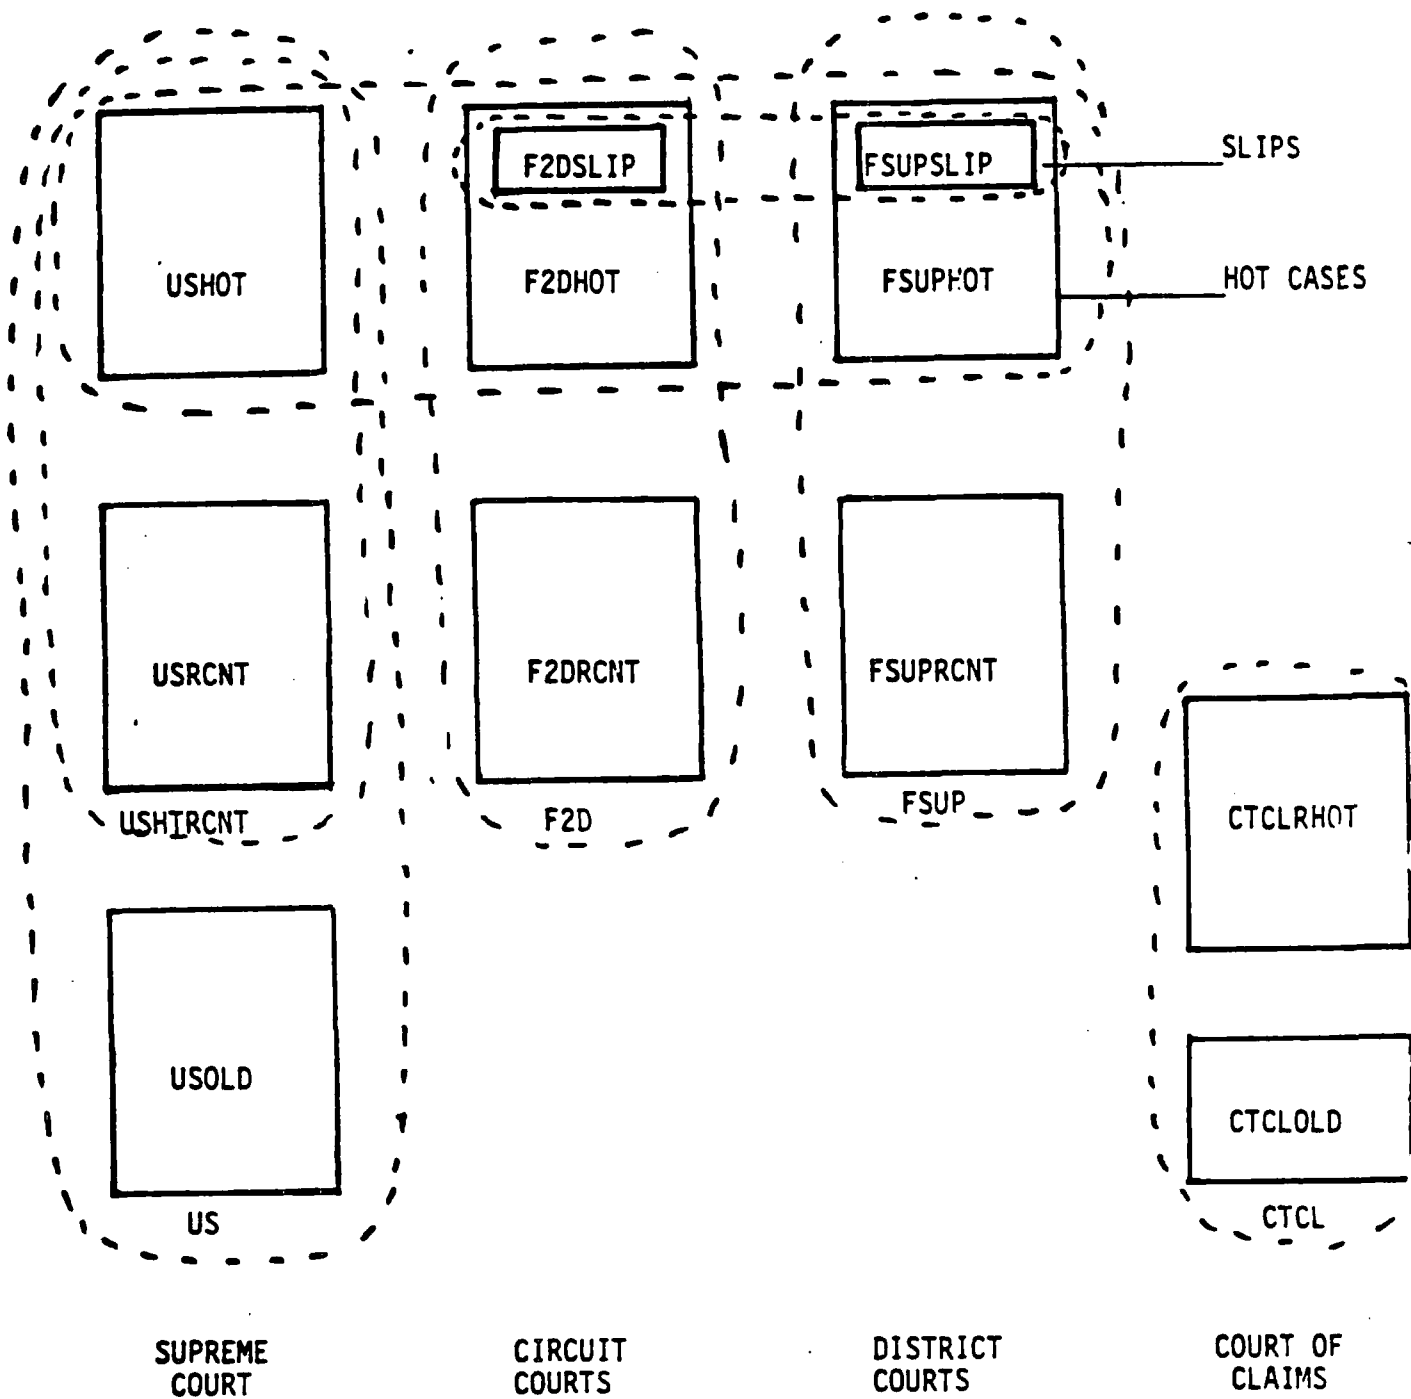 F2DSLIP
FSUPSLIP
SLIPS
USHOT
F2DHOT
FSUPHOT
HOT CASES
USRCNT
F2DRCNT
FSUPRCNT
USHTRCNT
F2D
FSUP
CTCLRHOT
USOLD
CTCLOLD
US
CTCL
SUPREME
COURT
CIRCUIT
COURTS
DISTRICT
COURTS
COURT OF
CLAIMS